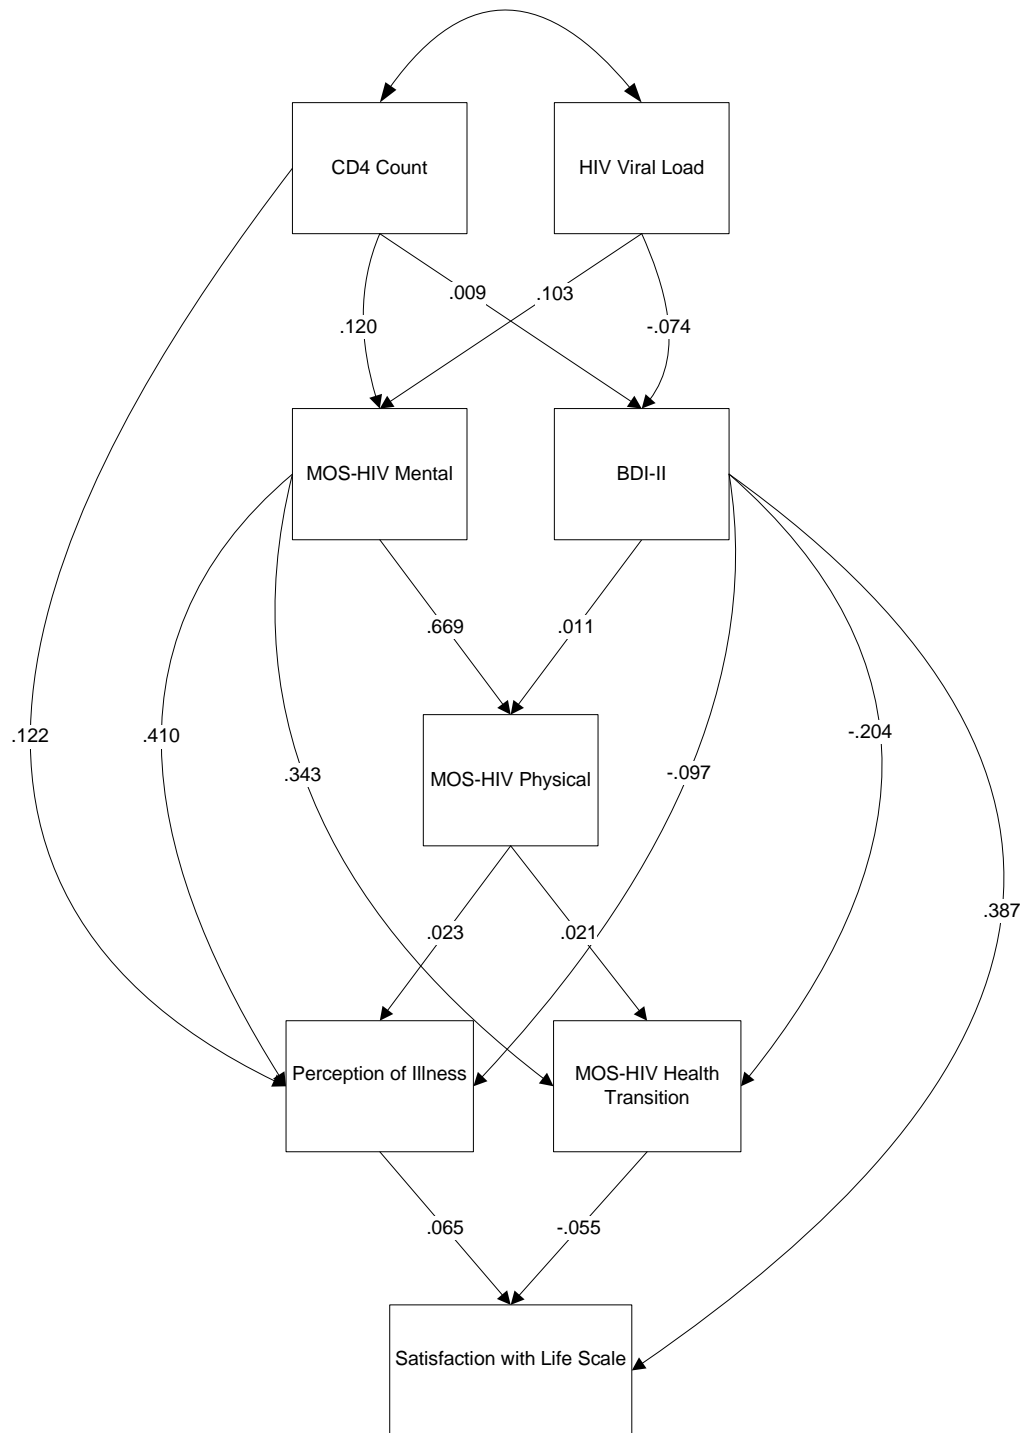 CD4 Count
HIV Viral Load
.009
.103
.120
-.074
MOS-HIV Mental
BDI-II
.669
.011
.122
.410
-.204
.343
MOS-HIV Physical
-.097
.387
.023
.021
Perception of Illness
MOS-HIV Health
Transition
.065
-.055
Satisfaction with Life Scale